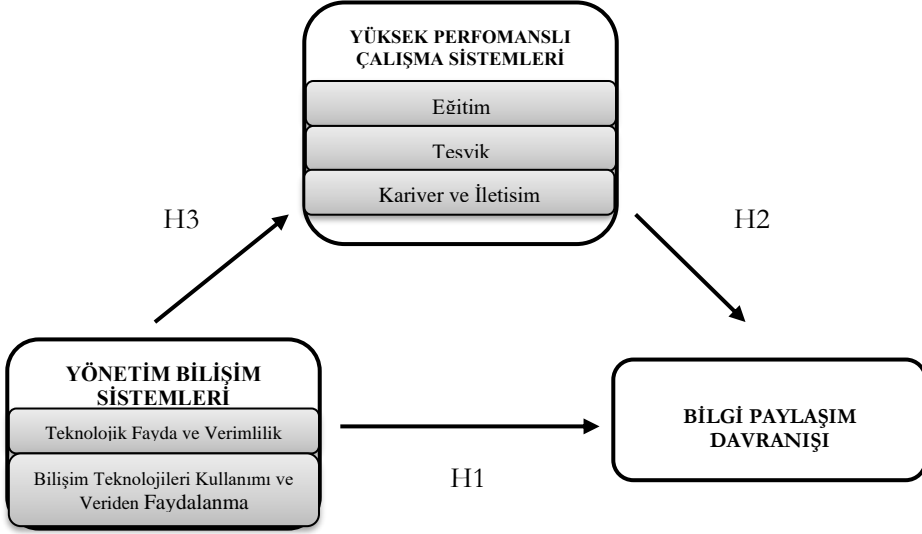 YÜKSEK PERFOMANSLI
ÇALIŞMA SİSTEMLERİ
Eğitim
Tesvik
Kariyer ve İletisim
H3
H2
YÖNETİM BİLİŞİM
SİSTEMLERİ
Teknolojik Fayda ve Verimlilik
Bilişim Teknolojileri Kullanımı ve
Veriden Faydalanma
BİLGİ PAYLAŞIM
DAVRANIŞI
H1